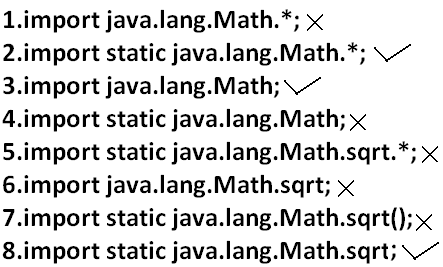 1.import java.lang.Math.*; ×
2.import static java.lang.Math.*; ✓
3.import java.lang.Math; ✓
4.import static java.lang.Math; ×
5.import static java.lang.Math.sqrt.*; ×
6.import java.lang.Math.sqrt; ×
7.import static java.lang.Math.sqrt(); ×
8.import static java.lang.Math.sqrt; ✓